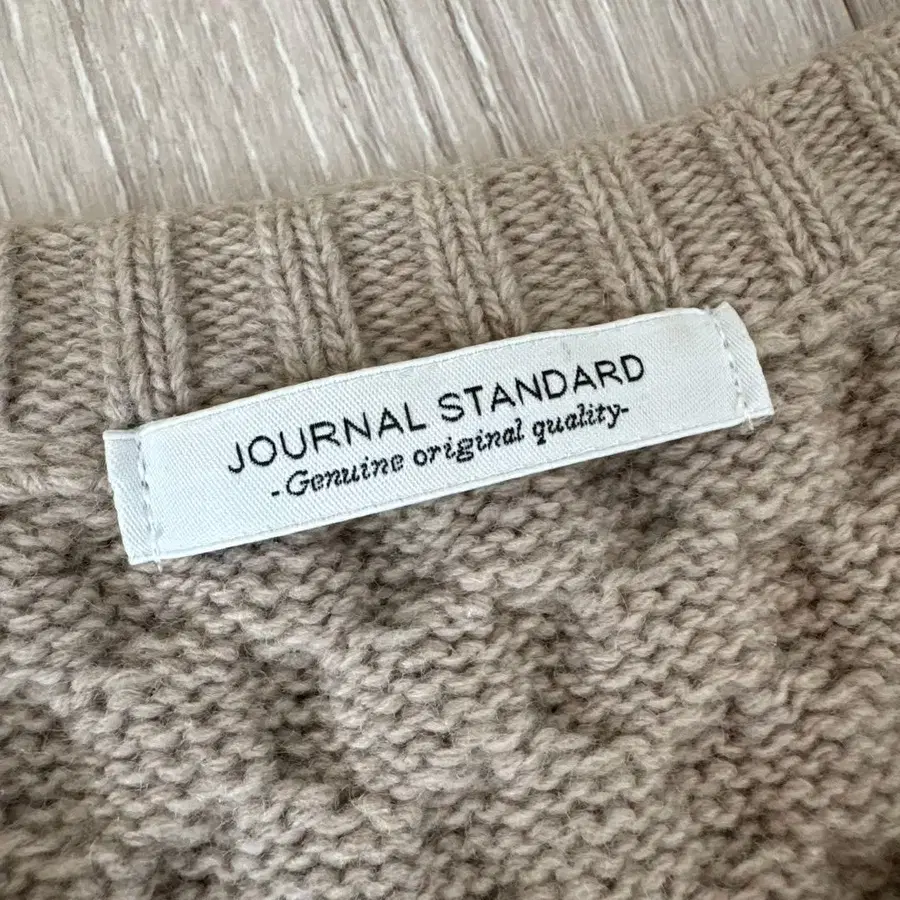 JOURNAL STANDARD
-Genuine original quality-